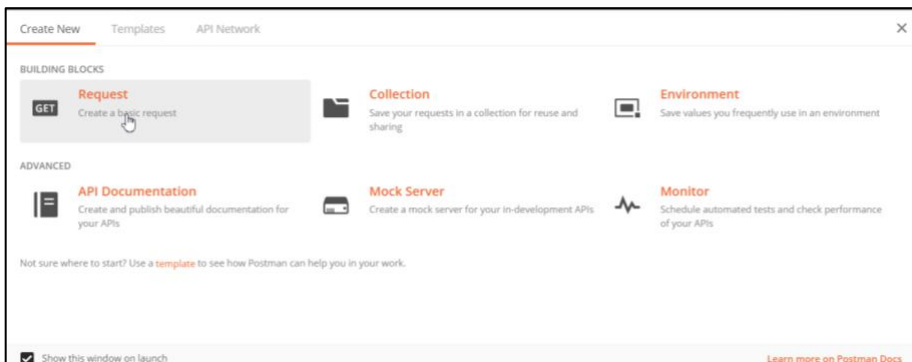 Create New Templates API Network
BUILDING BLOCKS
GET
Request
Create a basic request
Collection
Save your requests in a collection for reuse and
sharing
Environment
Save values you frequently use in an environment
ADVANCED
API Documentation
Create and publish beautiful documentation for
your APIs
Mock Server
Create a mock server for your in-development APIs
Monitor
Schedule automated tests and check performance
of your APIs
Not sure where to start? Use a template to see how Postman can help you in your work.
Show this window on launch
Learn more on Postman Docs